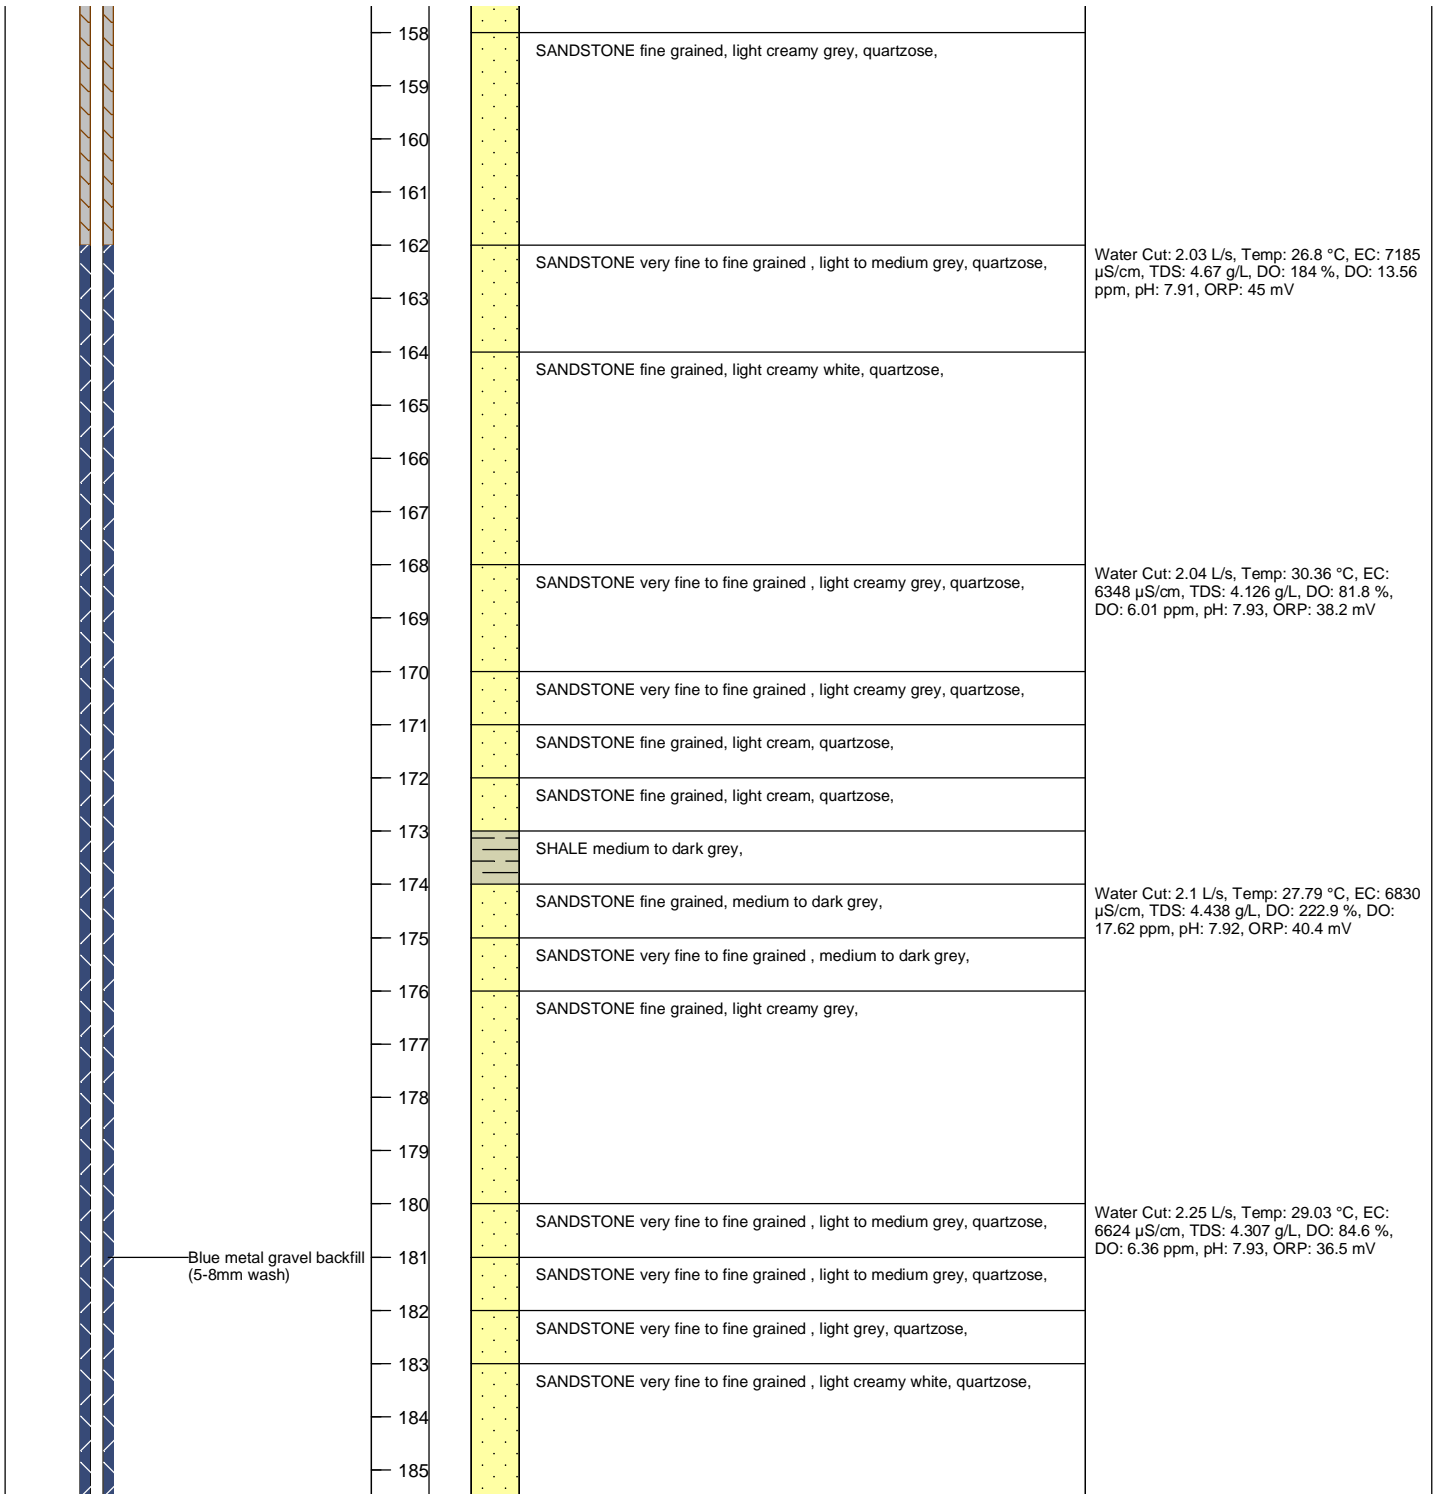 158
SANDSTONE fine grained, light creamy grey, quartzose,
159
160
161
162
SANDSTONE very fine to fine grained , light to medium grey, quartzose,
Water Cut: 2.03 L/s, Temp: 26.8 °C, EC: 7185
µS/cm, TDS: 4.67 g/L, DO: 184 %, DO: 13.56
ppm, pH: 7.91, ORP: 45 mV
163
164
SANDSTONE fine grained, light creamy white, quartzose,
165
166
167
168
SANDSTONE very fine to fine grained , light creamy grey, quartzose,
Water Cut: 2.04 L/s, Temp: 30.36 °C, EC:
6348 µS/cm, TDS: 4.126 g/L, DO: 81.8 %,
DO: 6.01 ppm, pH: 7.93, ORP: 38.2 mV
169
170
SANDSTONE very fine to fine grained , light creamy grey, quartzose,
171
SANDSTONE fine grained, light cream, quartzose,
172
SANDSTONE fine grained, light cream, quartzose,
173
SHALE medium to dark grey,
174
SANDSTONE fine grained, medium to dark grey,
Water Cut: 2.1 L/s, Temp: 27.79 °C, EC: 6830
µS/cm, TDS: 4.438 g/L, DO: 222.9 %, DO:
17.62 ppm, pH: 7.92, ORP: 40.4 mV
175
SANDSTONE very fine to fine grained , medium to dark grey,
176
SANDSTONE fine grained, light creamy grey,
177
178
179
180
SANDSTONE very fine to fine grained , light to medium grey, quartzose,
Water Cut: 2.25 L/s, Temp: 29.03 °C, EC:
6624 µS/cm, TDS: 4.307 g/L, DO: 84.6 %,
DO: 6.36 ppm, pH: 7.93, ORP: 36.5 mV
Blue metal gravel backfill
(5-8mm wash)
181
SANDSTONE very fine to fine grained , light to medium grey, quartzose,
182
SANDSTONE very fine to fine grained , light grey, quartzose,
183
SANDSTONE very fine to fine grained , light creamy white, quartzose,
184
185